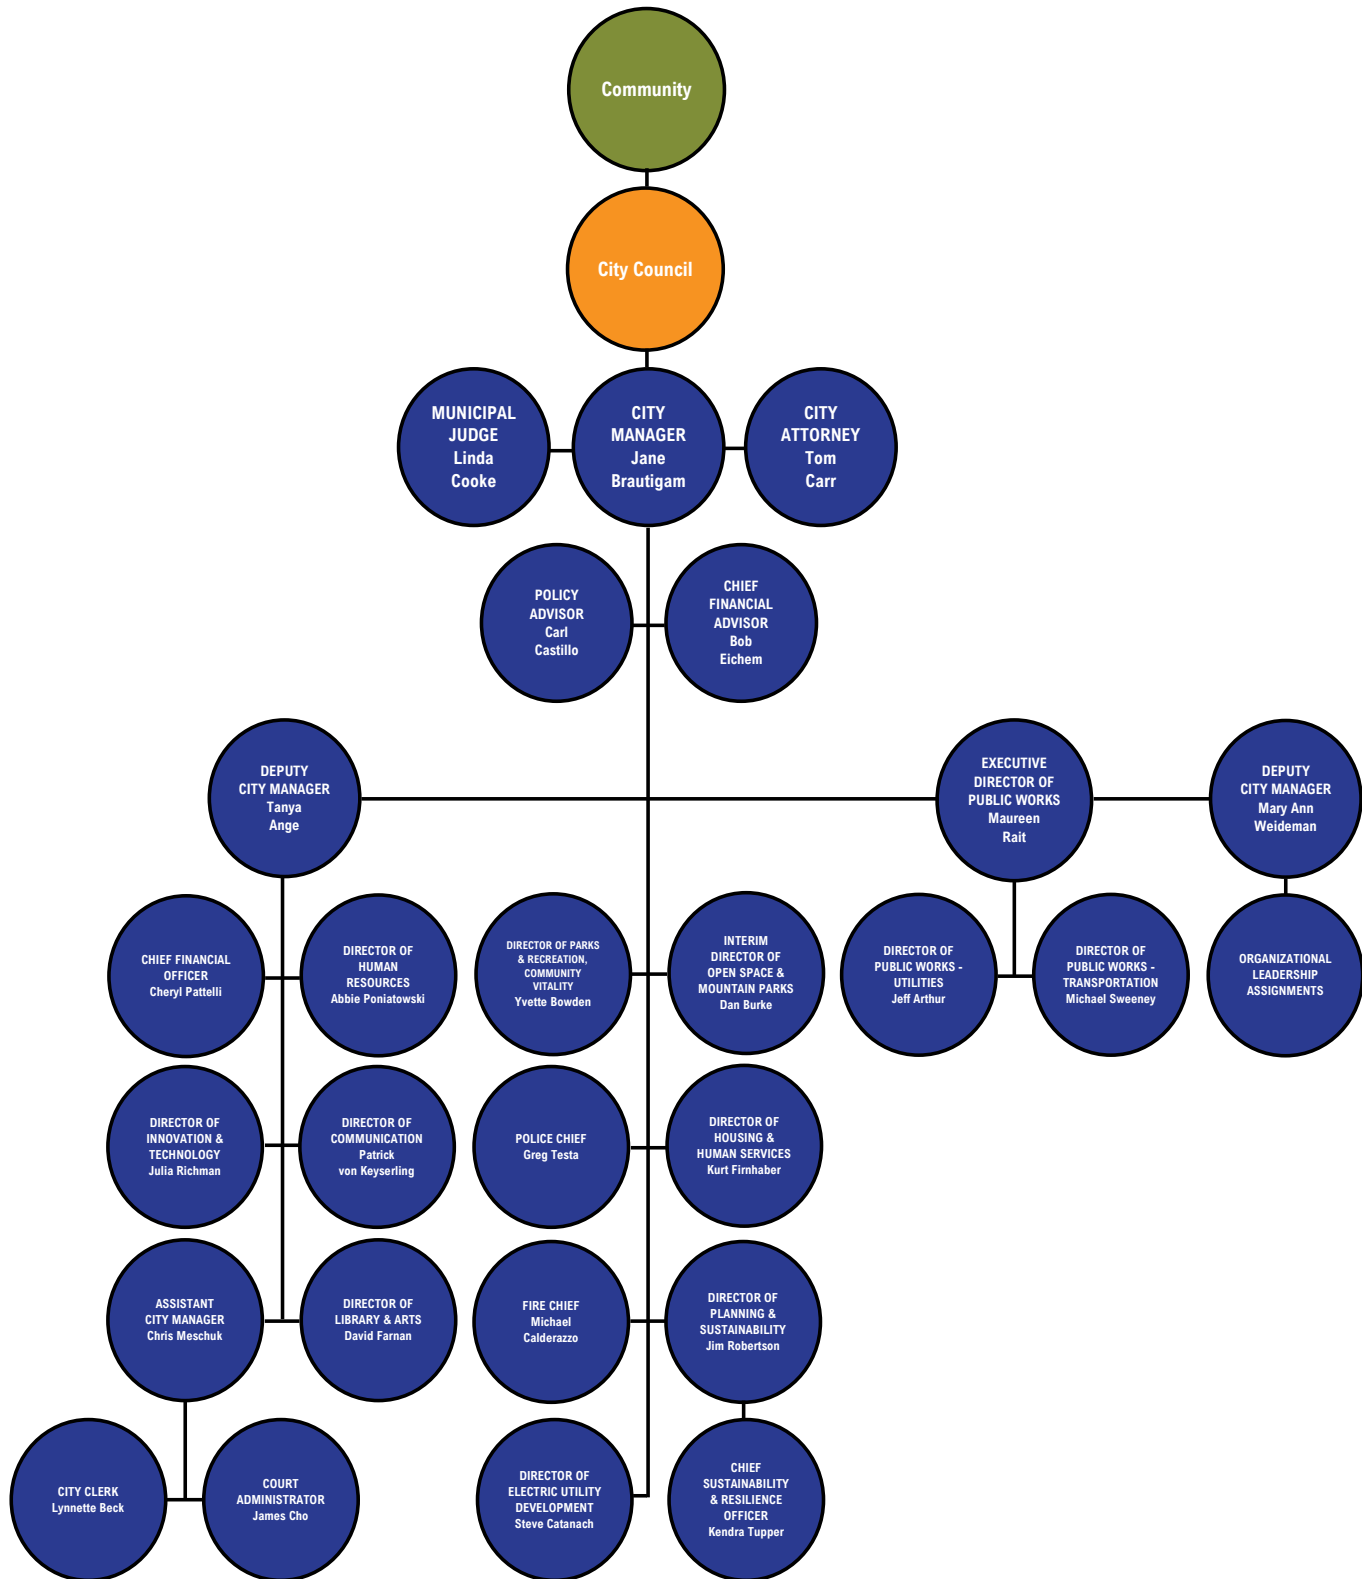 Community
City Council
MUNICIPAL
JUDGE
Linda
Cooke
CITY
MANAGER
Jane
Brautigam
CITY
ATTORNEY
Tom
Carr
POLICY
ADVISOR
Carl
Castillo
CHIEF
FINANCIAL
ADVISOR
Bob
Eichem
DEPUTY
CITY MANAGER
Tanya
Ange
EXECUTIVE
DIRECTOR OF
PUBLIC WORKS
Maureen
Rait
DEPUTY
CITY MANAGER
Mary Ann
Weideman
CHIEF FINANCIAL
OFFICER
Cheryl Pattelli
DIRECTOR OF
HUMAN
RESOURCES
Abbie Poniatowski
DIRECTOR OF PARKS
& RECREATION,
COMMUNITY
VITALITY
Yvette Bowden
INTERIM
DIRECTOR OF
OPEN SPACE &
MOUNTAIN PARKS
Dan Burke
DIRECTOR OF
PUBLIC WORKS -
UTILITIES
Jeff Arthur
DIRECTOR OF
PUBLIC WORKS -
TRANSPORTATION
Michael Sweeney
ORGANIZATIONAL
LEADERSHIP
ASSIGNMENTS
DIRECTOR OF
INNOVATION &
TECHNOLOGY
Julia Richman
DIRECTOR OF
COMMUNICATION
Patrick
von Keyserling
POLICE CHIEF
Greg Testa
DIRECTOR OF
HOUSING &
HUMAN SERVICES
Kurt Firnhaber
ASSISTANT
CITY MANAGER
Chris Meschuk
DIRECTOR OF
LIBRARY & ARTS
David Farnan
FIRE CHIEF
Michael
Calderazzo
DIRECTOR OF
PLANNING &
SUSTAINABILITY
Jim Robertson
CITY CLERK
Lynnette Beck
COURT
ADMINISTRATOR
James Cho
DIRECTOR OF
ELECTRIC UTILITY
DEVELOPMENT
Steve Catanach
CHIEF
SUSTAINABILITY
& RESILIENCE
OFFICER
Kendra Tupper